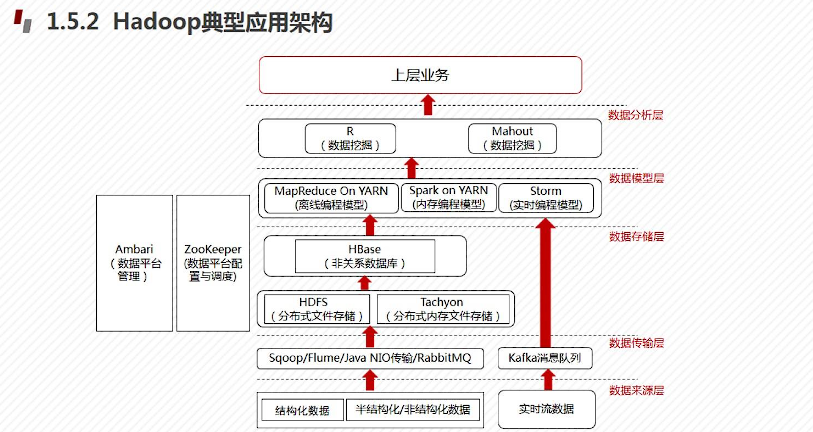 1.5.2 Hadoop典型应用架构
上层业务
数据分析层
R
（数据挖掘）
Mahout
（数据挖掘）
数据模型层
MapReduce On YARN
(离线编程模型)
Spark on YARN
(内存编程模型)
Storm
(实时编程模型)
数据存储层
Ambari
（数据平台
管理）
ZooKeeper
(数据平台配
置与调度)
HBase
（非关系数据库）
HDFS
（分布式文件存储）
Tachyon
（分布式内存文件存储）
数据传输层
Sqoop/Flume/Java NIO传输/RabbitMQ
Kafka消息队列
数据来源层
结构化数据
半结构化/非结构化数据
实时流数据